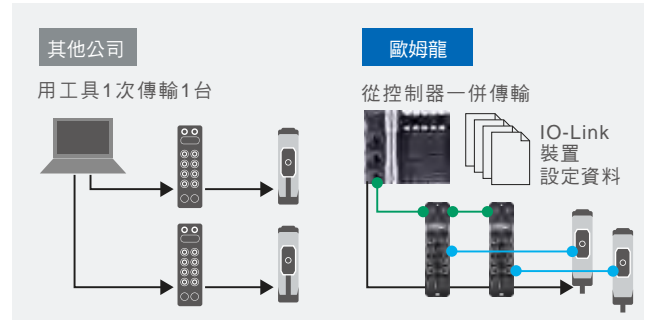 其他公司
用工具1次傳輸1台
歐姆龍
從控制器一併傳輸
IO-Link
裝置
設定資料